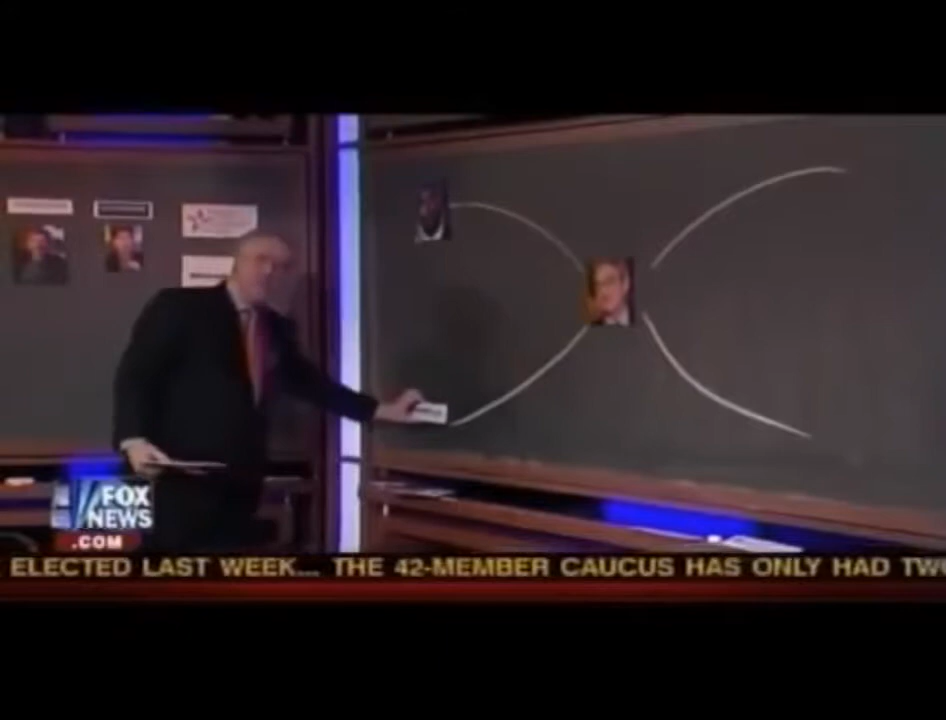 FOX
NEWS
.COM
ELECTED LAST WEEK... THE 42-MEMBER CAUCUS HAS ONLY HAD TW